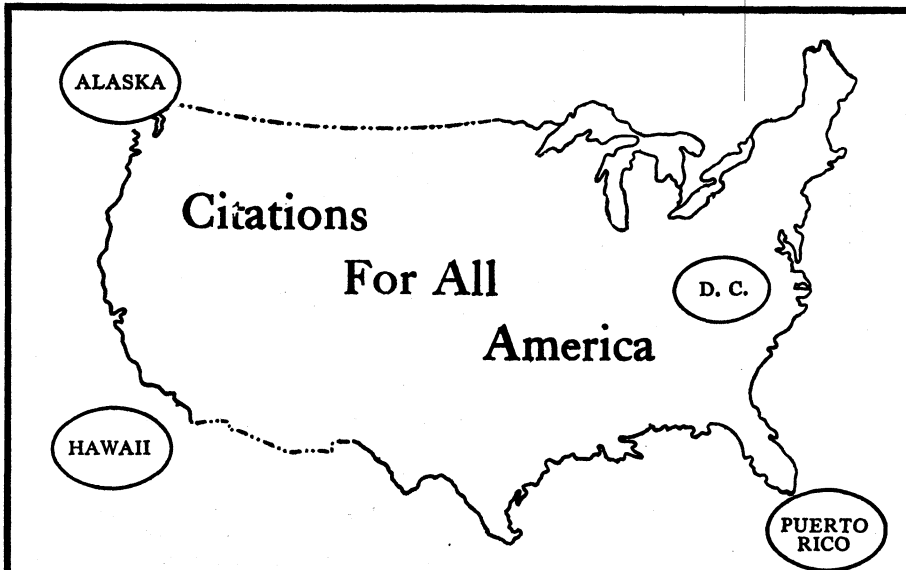 ALASKA
Citations
For All
D. C.
America
HAWAII
PUERTO
RICO